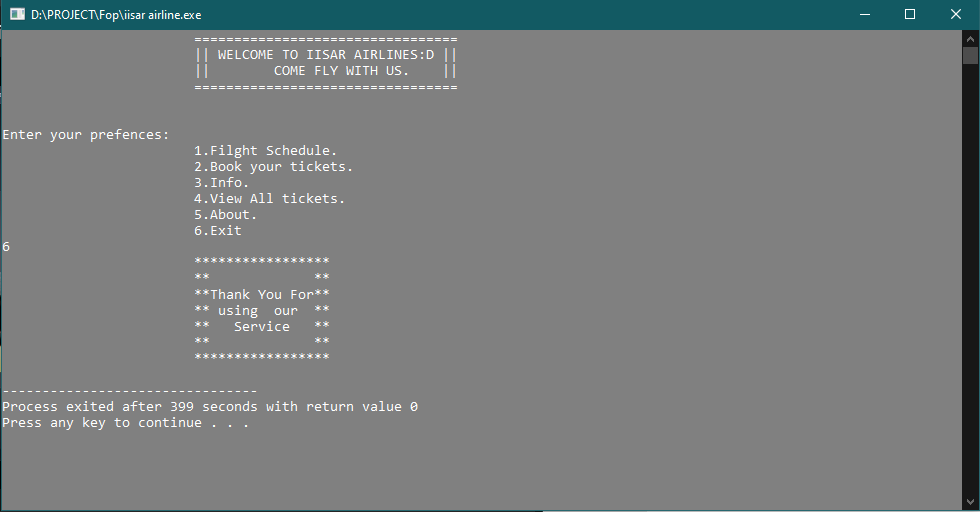 D:\PROJECT\Fop\iisar airline.exe
=================================
|| WELCOME TO IISAR AIRLINES:D ||
||        COME FLY WITH US.    ||
=================================
Enter your prefences:
1.Filght Schedule.
2.Book your tickets.
3.Info.
4.View All tickets.
5.About.
6.Exit
6
*****************
**             **
**Thank You For**
** using  our  **
**   Service   **
**             **
*****************
--------------------------------
Process exited after 399 seconds with return value 0
Press any key to continue . . .